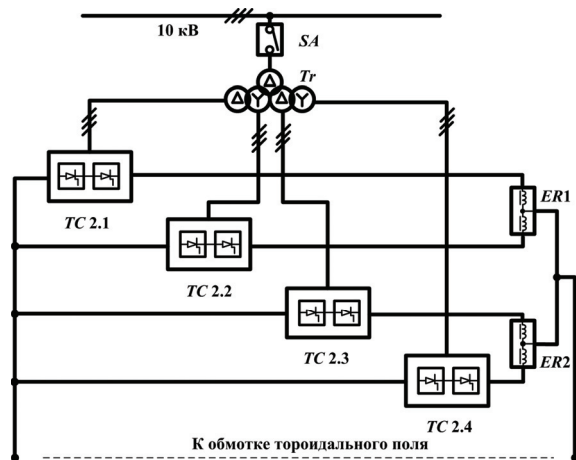 10 кВ
SA
Tr
Δ
Δ Y Δ Y
TC 2.1
ER1
TC 2.2
TC 2.3
ER2
TC 2.4
К обмотке тороидального поля